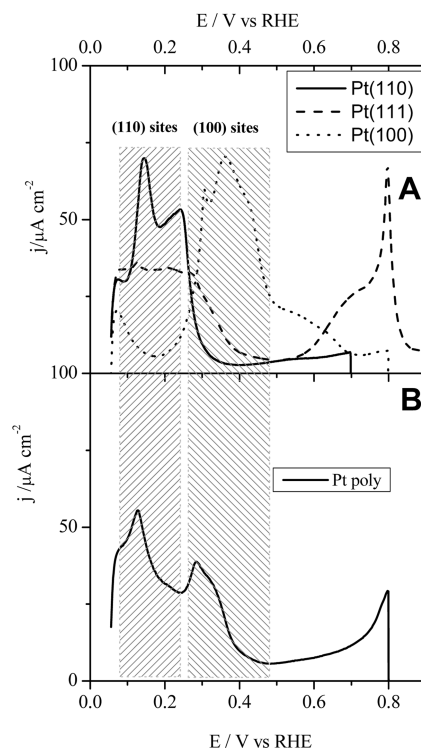 E / V vs RHE
0.0 0.2 0.4 0.6 0.8
100
Pt(110)
Pt(111)
Pt(100)
(110) sites (100) sites
A
50
j/μA cm-2
100
B
Pt poly
50
j / μA cm-2
0
0.0 0.2 0.4 0.6 0.8
E / V vs RHE